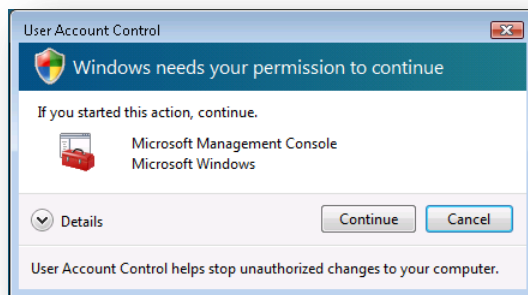 User Account Control
Windows needs your permission to continue
If you started this action, continue.
Microsoft Management Console
Microsoft Windows
Details
Continue
Cancel
User Account Control helps stop unauthorized changes to your computer.